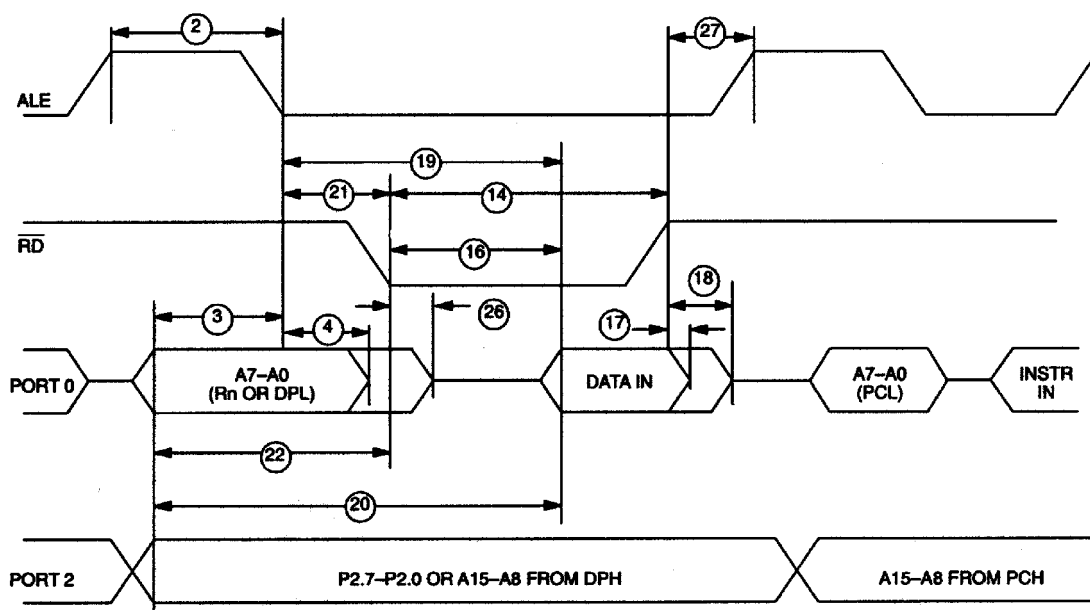 2
27
ALE
19
21
14
RD
16
18
3
4
26
17
PORT 0
A7–A0
(Rn OR DPL)
DATA IN
A7–A0
(PCL)
INSTR
IN
22
20
PORT 2
P2.7–P2.0 OR A15–A8 FROM DPH
A15–A8 FROM PCH